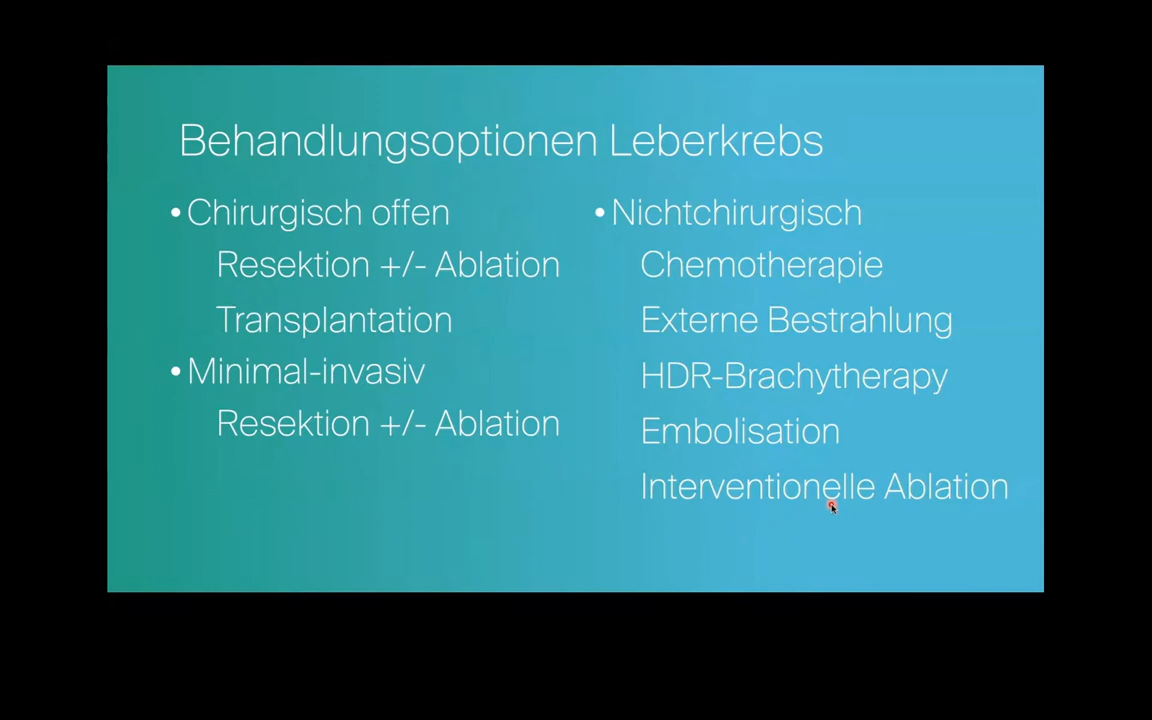 Behandlungsoptionen Leberkrebs
• Chirurgisch offen
Resektion +/- Ablation
Transplantation
• Minimal-invasiv
Resektion +/- Ablation
• Nichtchirurgisch
Chemotherapie
Externe Bestrahlung
HDR-Brachytherapy
Embolisation
Interventionelle Ablation